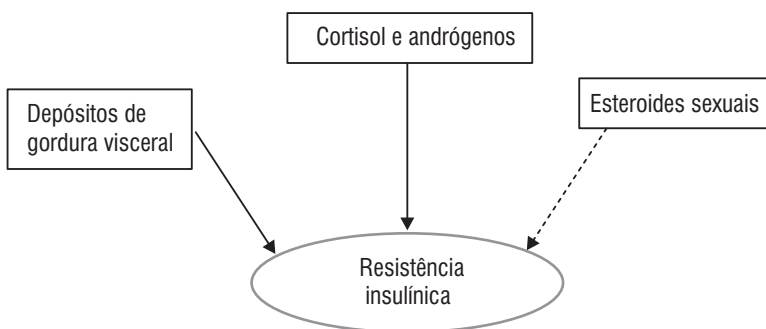 Cortisol e andrógenos
Depósitos de
gordura visceral
Esteroides sexuais
Resistência
insulínica